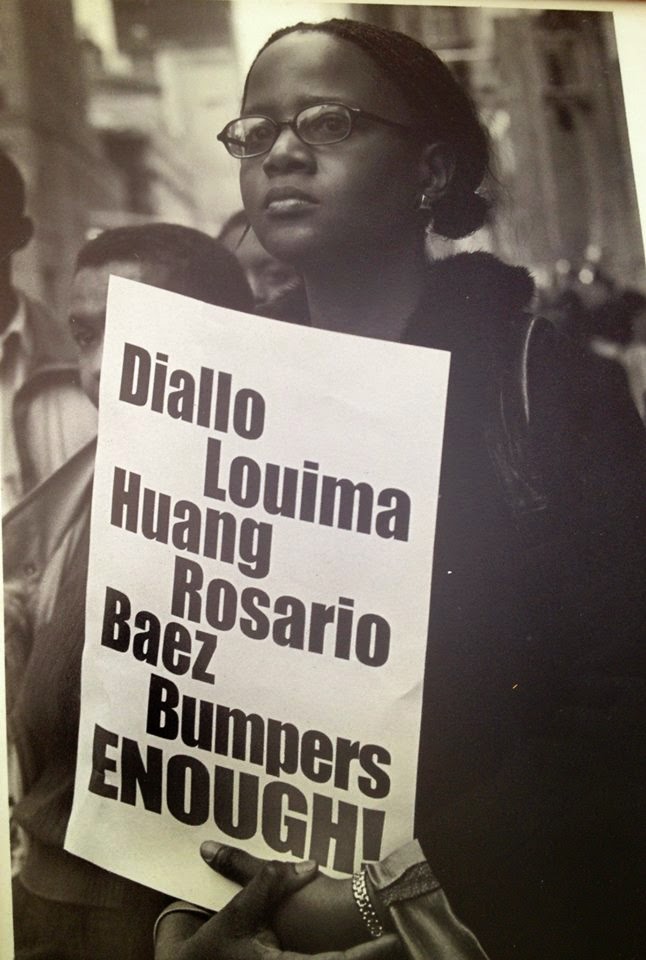 Diallo
Louima
Huang
Rosario
Baez
Bumpers
ENOUGH!